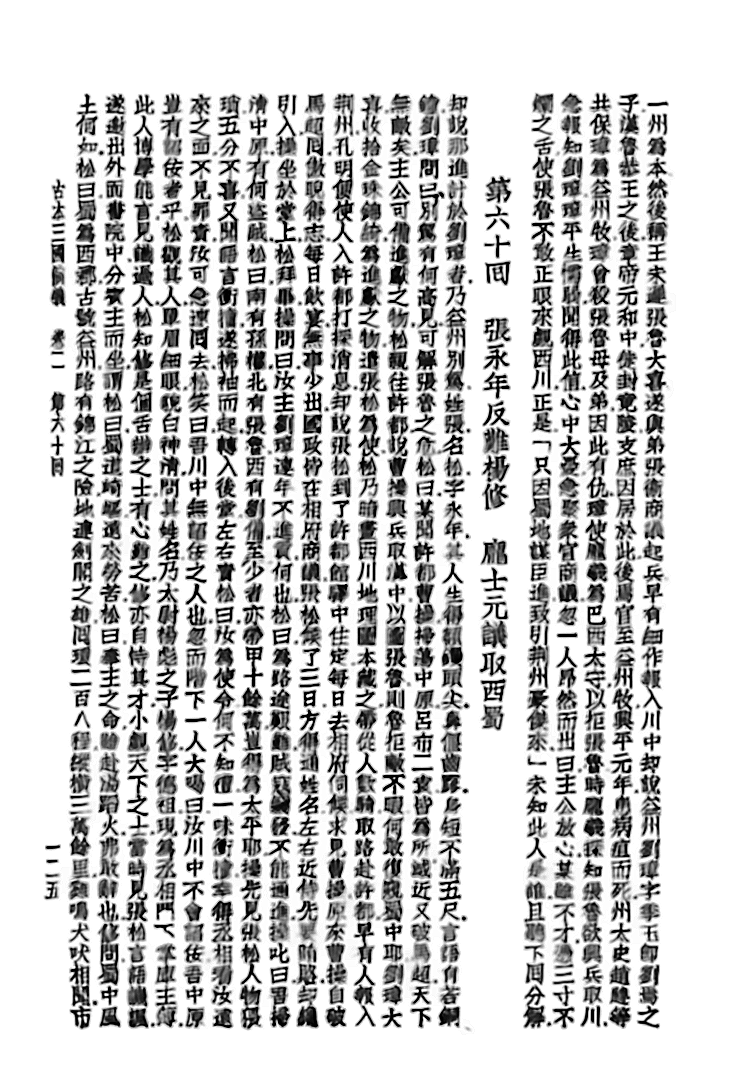 一州爲本然後稱王未遲張魯大喜遂與弟張衛商議起兵早有細作報入川中却說益州劉璋字季玉卽劉焉之
子漢魯恭王之後章帝元和中徙封竟陵支庶因居於此後焉官至益州牧興平元年患病疽而死州太史趙韙等
共保璋爲益州牧璋曾殺張魯母及弟因此有仇璋使龐羲爲巴西太守以拒張魯時龐羲探知張魯欲興兵取川
急報知劉璋璋平生懦弱聞得此信心中大憂急聚衆官商議忽一人昂然而出曰主公放心某雖不才憑三寸不
爛之舌使張魯不敢正眼來觑西川正是「只因蜀地謀臣進致引荊州豪傑來」未知此人是誰且聽下回分解
第六十回　張永年反難楊修　龐士元議取西蜀
却說那進計於劉璋者乃益州別駕姓張名松字永年其人生得額鑊頭尖鼻偃齒露身短不滿五尺言語有若銅
鐘劉璋問曰別駕有何高見可解張魯之危松曰某聞許都曹操掃蕩中原呂布二袁皆爲所滅近又破馬超天下
無敵矣主公可備進獻之物松親往許都說曹操興兵取漢中以圖張魯則魯拒敵不暇何敢復窺蜀中耶劉璋大
喜收拾金珠錦綺爲進獻之物遣張松爲使松乃暗畫西川地理圖本藏之帶從人數騎取路赴許都早有人報入
荊州孔明便使人入許都打探消息却說張松到了許都館驛中住定每日去相府伺候求見曹操原來曹操自破
馬超回傲睨得志每日飲宴無事少出國政皆在相府商議張松候了三日方得通姓名左右近侍先要賄賂却纔
引入操坐於堂上松拜畢操問曰汝主劉璋連年不進貢何也松曰爲路途艱難賊寇竊發不能通進操叱曰吾掃
淸中原有何盜賊松曰南有孫權北有張魯西有劉備至少者亦帶甲十餘萬豈得爲太平耶操先見張松人物猥
瑣五分不喜又聞語言衝撞遂拂袖而起轉入後堂左右責松曰汝爲使命何不知禮一味衝撞幸得丞相看汝遠
來之面不見罪責汝可急速回去松笑曰吾川中無諂佞之人也忽而階下一人大喝曰汝川中不會諂佞吾中原
豈有諂佞者乎松觀其人單眉細眼貌白神淸問其姓名乃太尉楊彪之子楊修字德祖現爲丞相門下掌庫主簿
此人博學能言見識過人松知修是個舌辯之士有心難之修亦自恃其才小觑天下之士當時見張松言語譏諷
遂邀出外面書院中分賓主而坐謂松曰蜀道崎嶇遠來勞苦松曰奉主之命雖赴湯蹈火弗敢辭也修問蜀中風
土何如松曰蜀爲西郡古號益州路有錦江之險地連劍閣之雄回環二百八程縱橫三萬餘里雞鳴犬吠相聞市
古本三國演義　卷二　第六十回
一二五